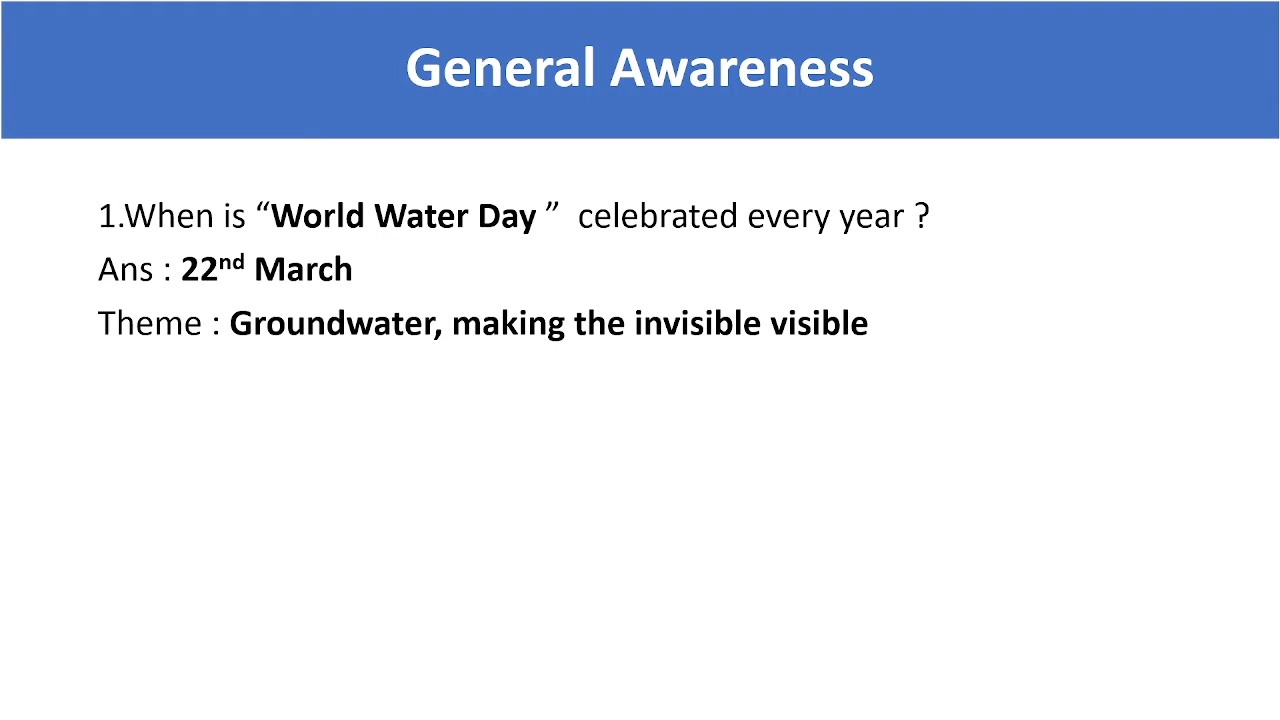 General Awareness
1.When is “World Water Day ”  celebrated every year ?
Ans : 22nd March
Theme : Groundwater, making the invisible visible